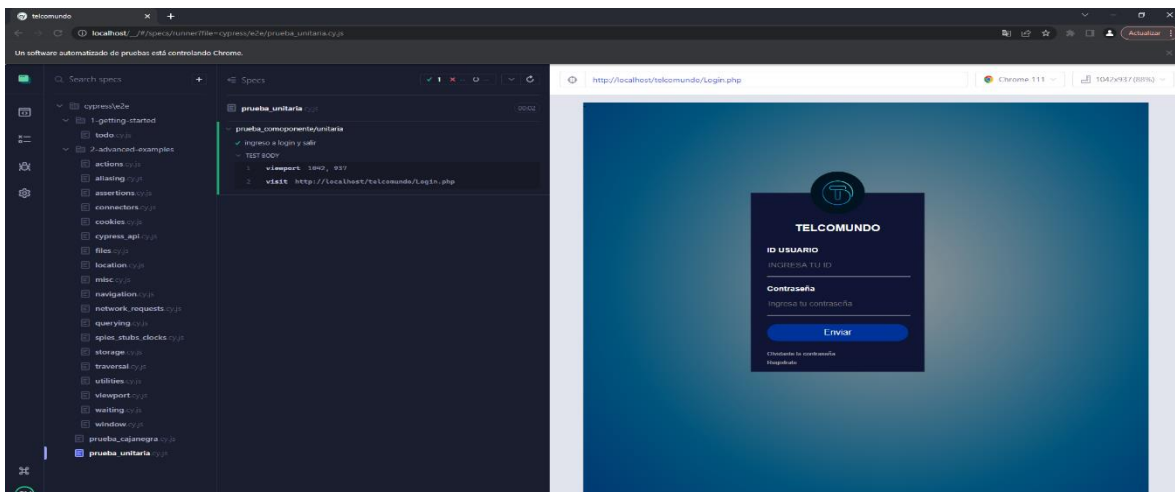 telcomundo
localhost/__/#/specs/runner?file=cypress/e2e/prueba_unitaria.cy.js
Actualizar
Un software automatizado de pruebas está controlando Chrome.
Search specs
cypress\e2e
1-getting-started
todo.cy.js
2-advanced-examples
actions.cy.js
aliasing.cy.js
assertions.cy.js
connectors.cy.js
cookies.cy.js
cypress_api.cy.js
files.cy.js
location.cy.js
misc.cy.js
navigation.cy.js
network_requests.cy.js
querying.cy.js
spies_stubs_clocks.cy.js
storage.cy.js
traversal.cy.js
utilities.cy.js
viewport.cy.js
waiting.cy.js
window.cy.js
prueba_cajanegra.cy.js
prueba_unitaria.cy.js
Specs
1
prueba_unitaria.cy.js
00:02
prueba_comoponente/unitaria
ingreso a login y salir
TEST BODY
1 viewport 1042, 937
2 visit http://localhost/telcomundo/Login.php
http://localhost/telcomundo/Login.php
Chrome 111
1042x937 (88%)
TELCOMUNDO
ID USUARIO
INGRESA TU ID
Contraseña
Ingresa tu contraseña
Enviar
Olvidaste la contraseña
Registrate